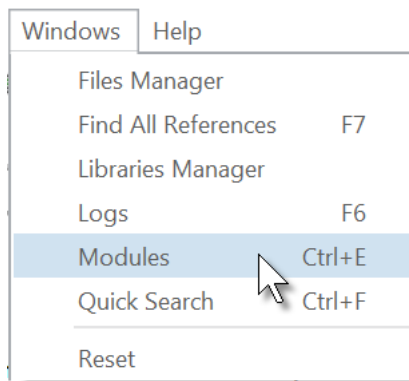 Windows Help
Files Manager
Find All References F7
Libraries Manager
Logs F6
Modules Ctrl+E
Quick Search Ctrl+F
Reset